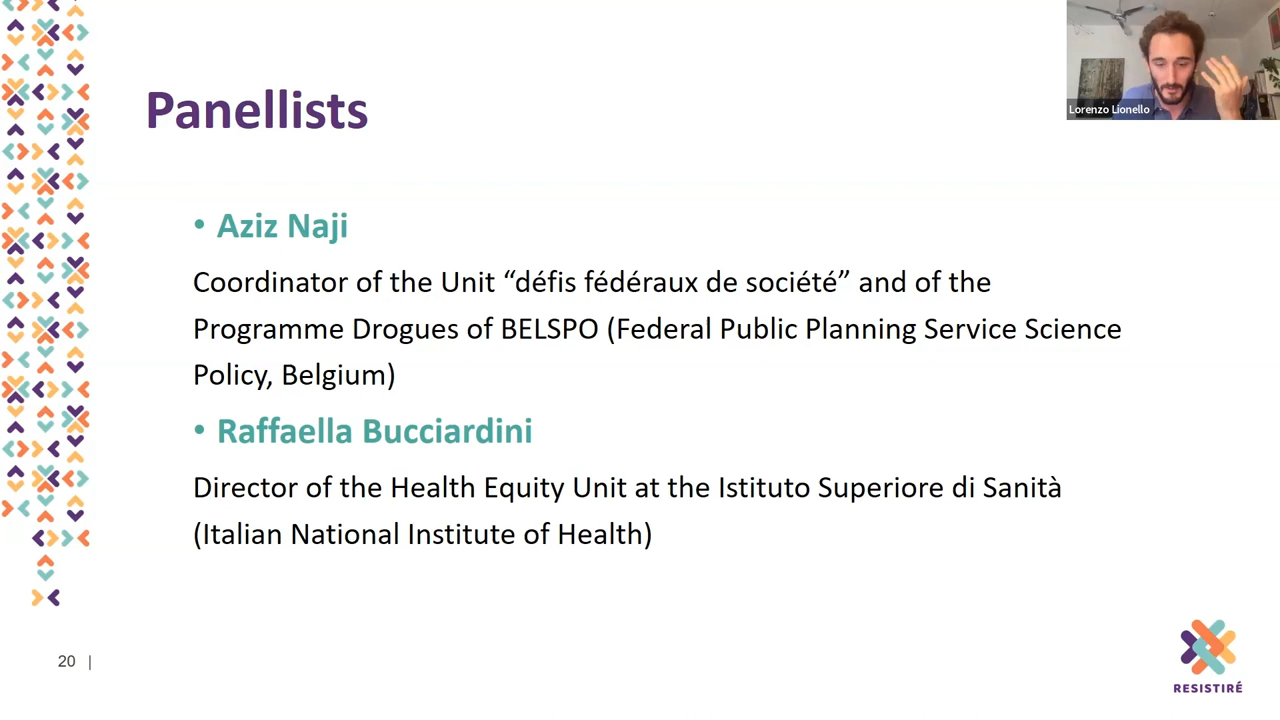 Panellists
Lorenzo Lionello
• Aziz Naji
Coordinator of the Unit “défis fédéraux de société” and of the
Programme Drogues of BELSPO (Federal Public Planning Service Science
Policy, Belgium)
• Raffaella Bucciardini
Director of the Health Equity Unit at the Istituto Superiore di Sanità
(Italian National Institute of Health)
20 |
RESISTIRÉ